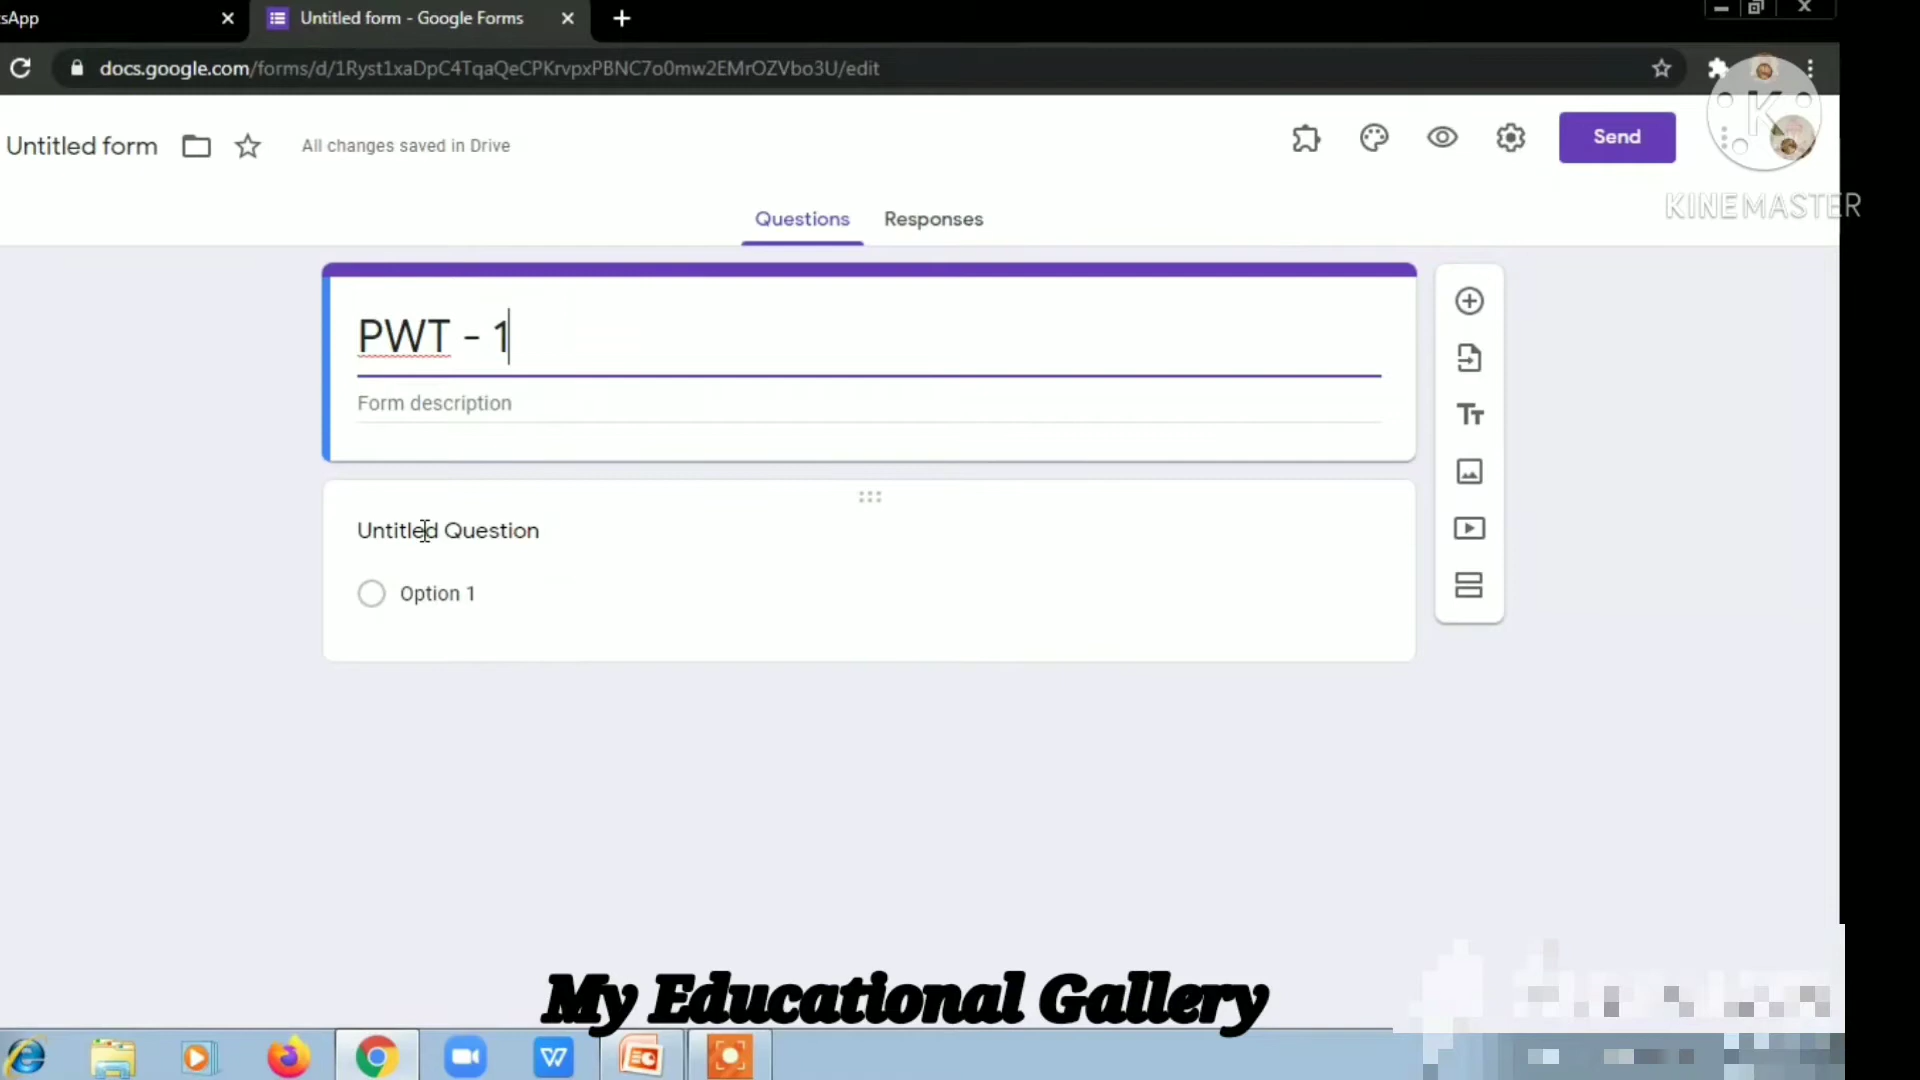 sApp
Untitled form - Google Forms
docs.google.com/forms/d/1Ryst1xaDpC4TqaQeCPKrvpxPBNC7o0mw2EMrOZVbo3U/edit
Untitled form
All changes saved in Drive
Send
K
KINEMASTER
Questions
Responses
PWT - 1
Form description
Untitled Question
Option 1
Tт
My Educational Gallery
W